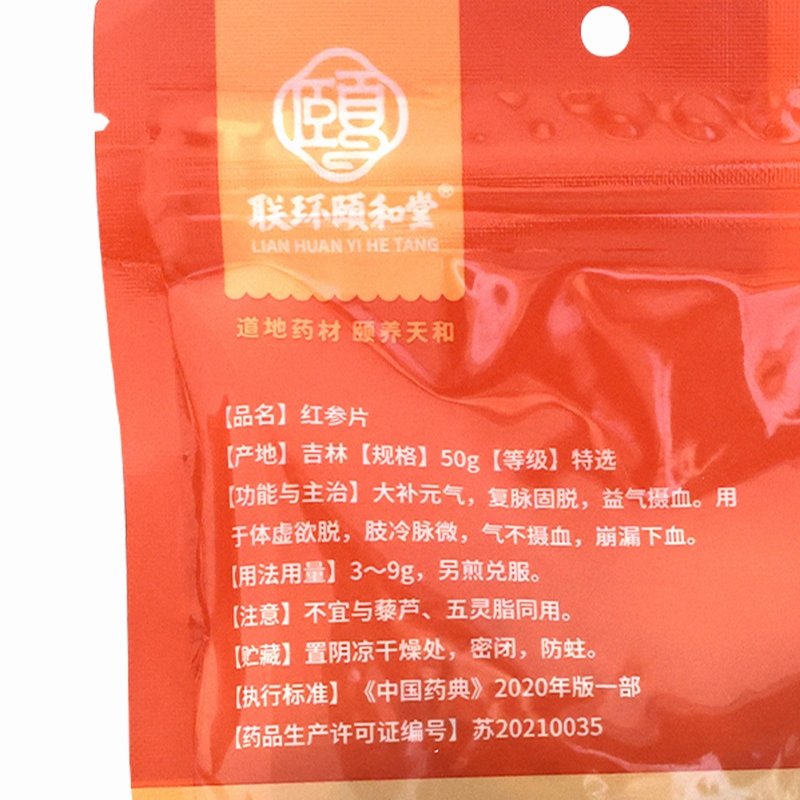 頤
联环颐和堂®
LIAN HUAN YI HE TANG
道地药材 颐养天和
【品名】红参片
【产地】吉林【规格】50g【等级】特选
【功能与主治】大补元气，复脉固脱，益气摄血。用
于体虚欲脱，肢冷脉微，气不摄血，崩漏下血。
【用法用量】3～9g，另煎兑服。
【注意】不宜与藜芦、五灵脂同用。
【贮藏】置阴凉干燥处，密闭，防蛀。
【执行标准】《中国药典》2020年版一部
【药品生产许可证编号】苏20210035